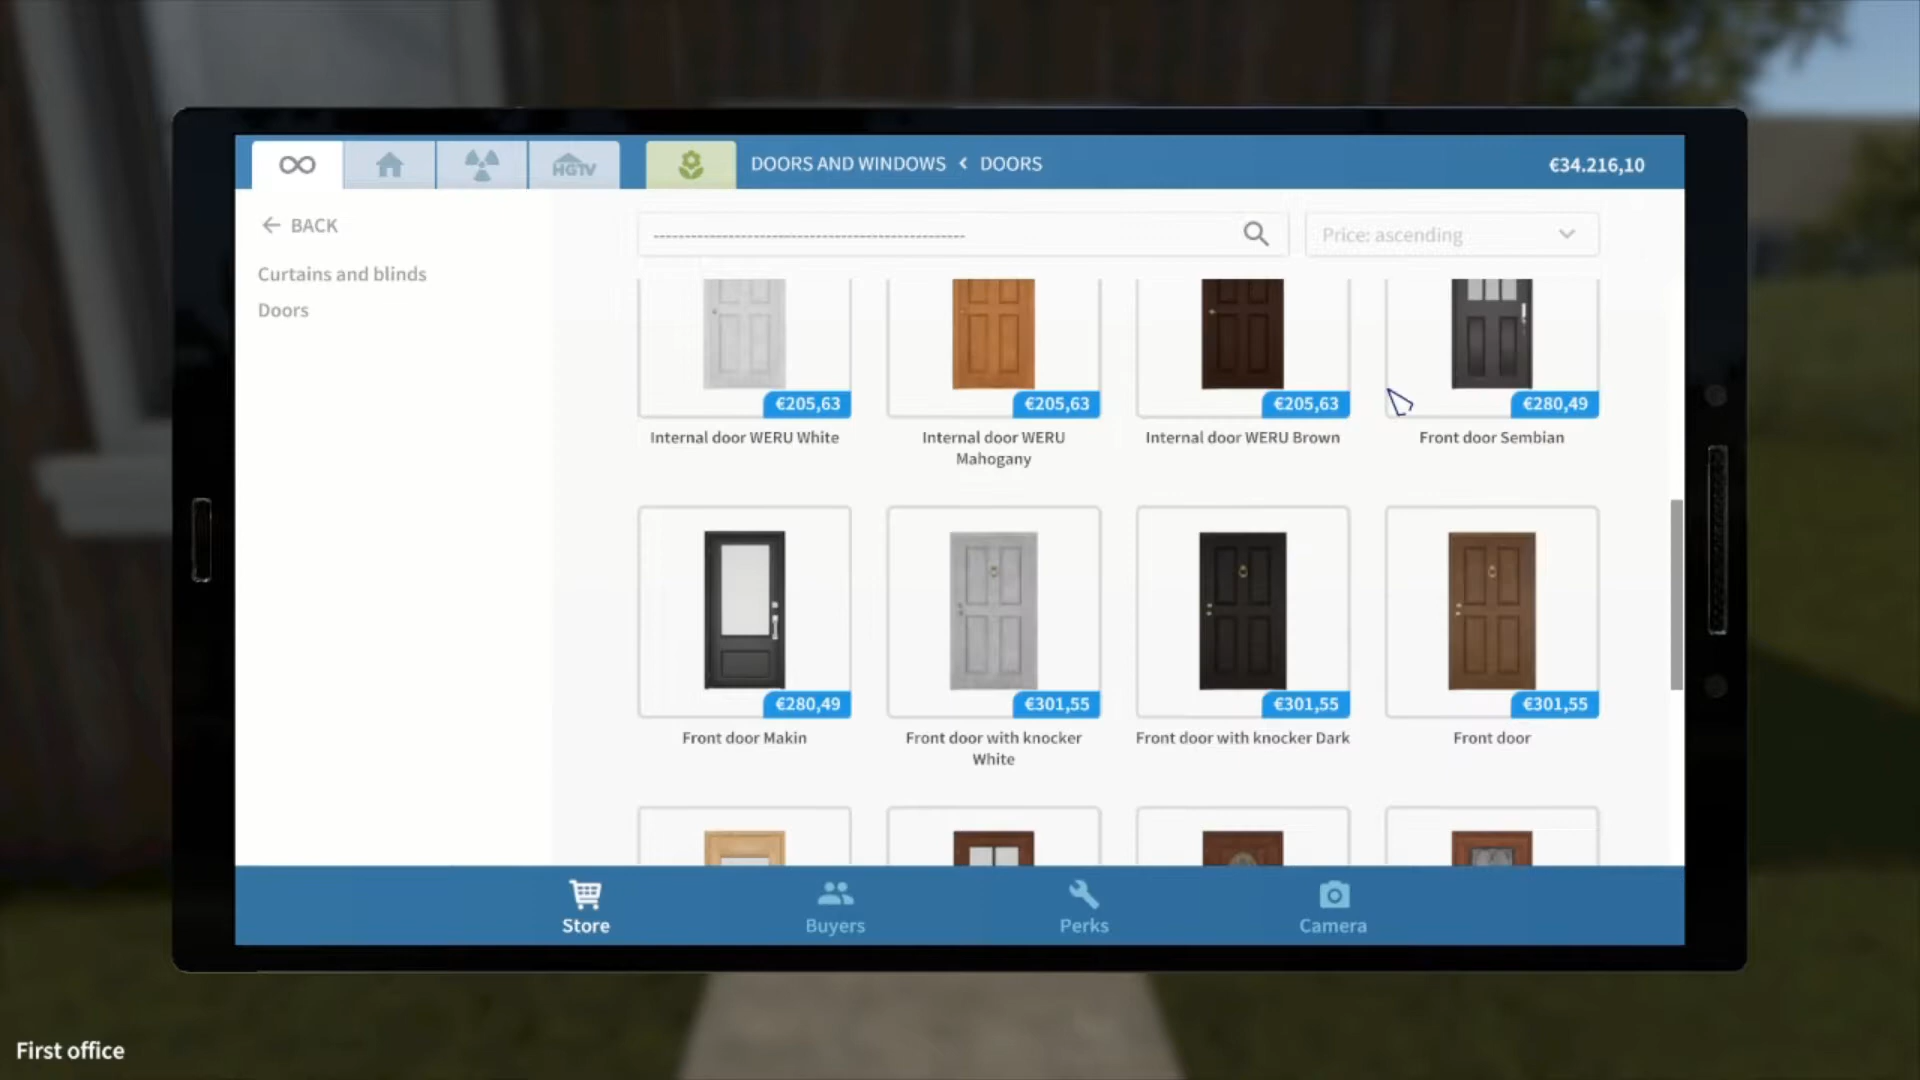 HGTV
DOORS AND WINDOWS < DOORS
€34.216,10
BACK
Price: ascending
Curtains and blinds
Doors
€205,63
€205,63
€205,63
€280,49
Internal door WERU White
Internal door WERU
Mahogany
Internal door WERU Brown
Front door Sembian
€280,49
€301,55
€301,55
€301,55
Front door Makin
Front door with knocker
White
Front door with knocker Dark
Front door
Store
Buyers
Perks
Camera
First office